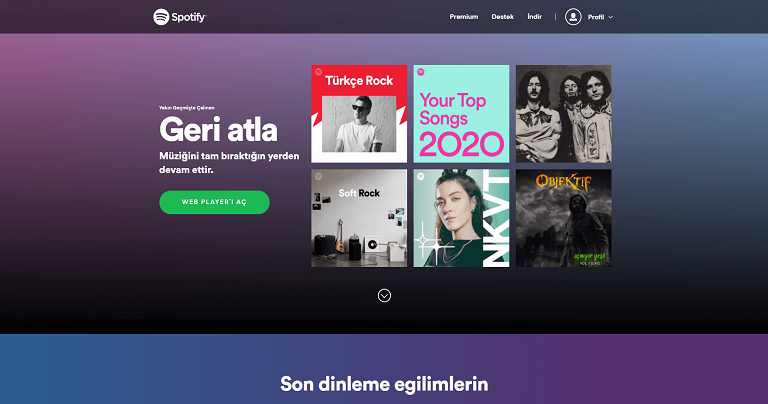 Spotify
Premium
Destek
İndir
Profil
Yakın Geçmişte Çalınan
Geri atla
Müziğini tam bıraktığın yerden
devam ettir.
WEB PLAYER'I AÇ
Türkçe Rock
Your Top
Songs
2020
Soft Rock
NKVT
OBJEKTİF
Son dinleme egilimlerin